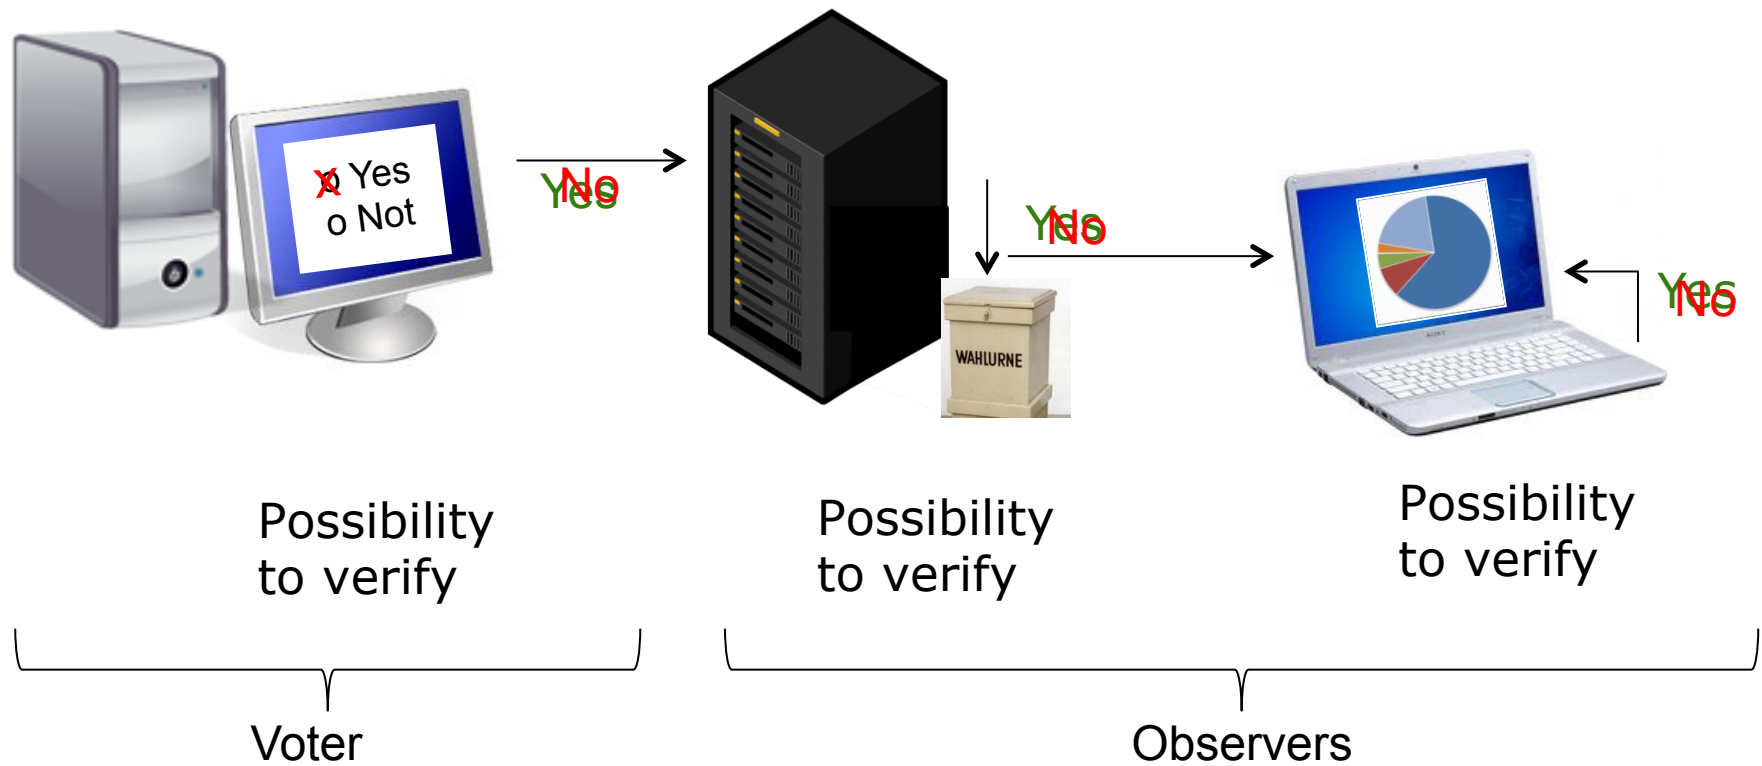 x o Yes
o Not
Yes No
Yes No
Yes No
WAHLURNE
SONY
Possibility
to verify
Possibility
to verify
Possibility
to verify
Voter
Observers